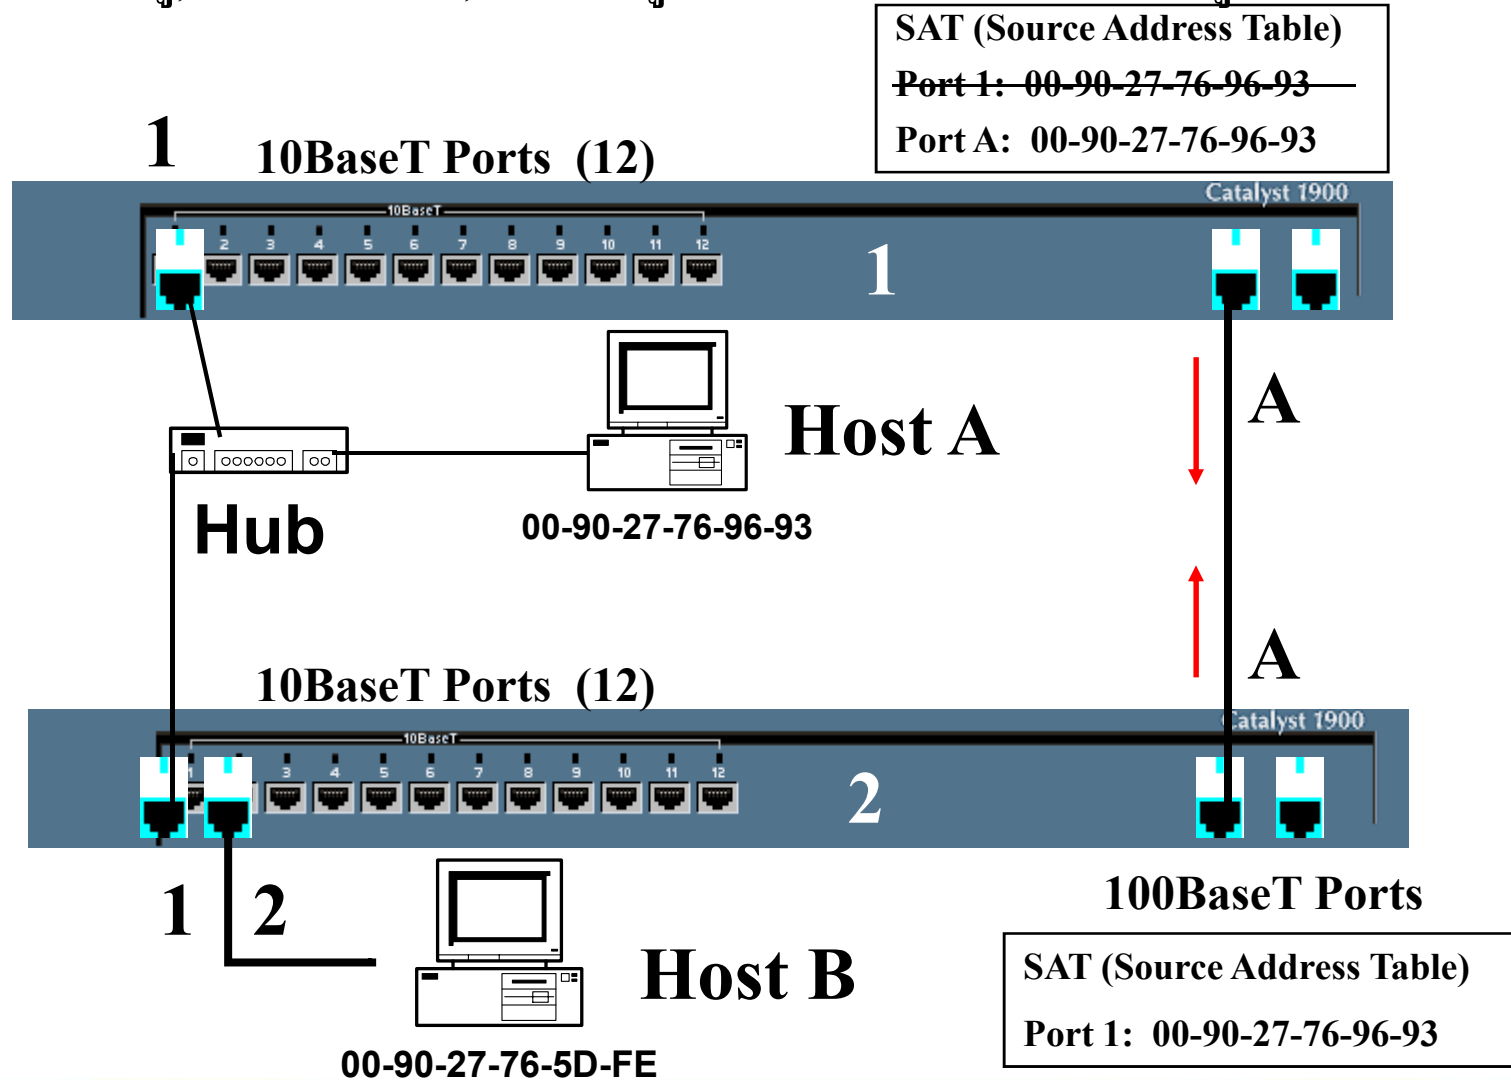 SAT (Source Address Table)
Port 1: 00-90-27-76-96-93
Port A: 00-90-27-76-96-93
1
10BaseT Ports (12)
Catalyst 1900
10BaseT
2 3 4 5 6 7 8 9 10 11 12
1
A
Host A
Hub
00-90-27-76-96-93
A
10BaseT Ports (12)
Catalyst 1900
10BaseT
1 3 4 5 6 7 8 9 10 11 12
2
1 2
100BaseT Ports
Host B
SAT (Source Address Table)
Port 1: 00-90-27-76-96-93
00-90-27-76-5D-FE